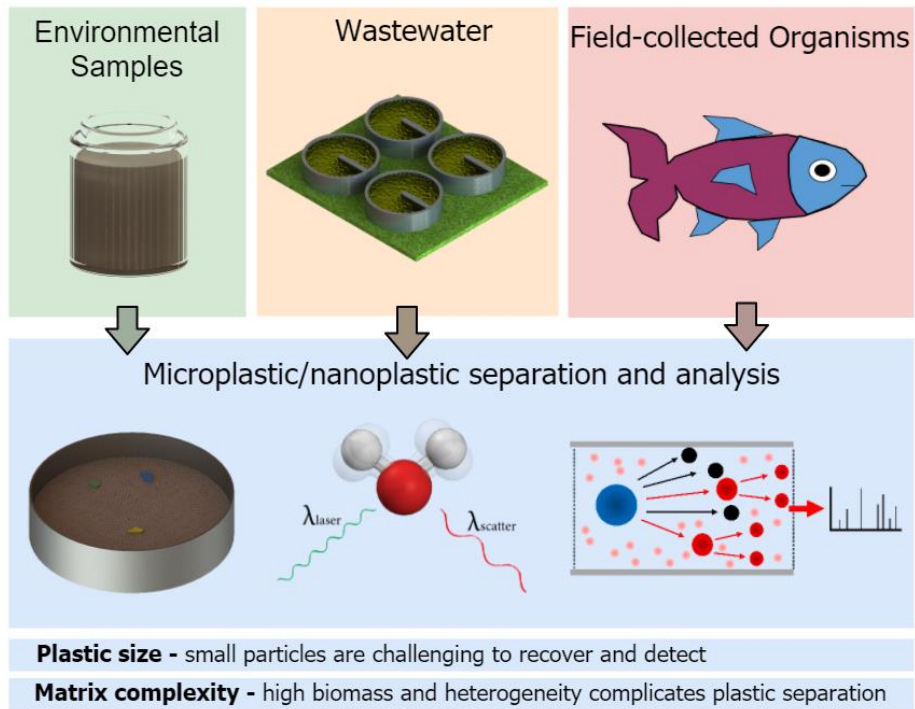 Environmental
Samples
Wastewater
Field-collected Organisms
Microplastic/nanoplastic separation and analysis
λlaser
λscatter
Plastic size - small particles are challenging to recover and detect
Matrix complexity - high biomass and heterogeneity complicates plastic separation